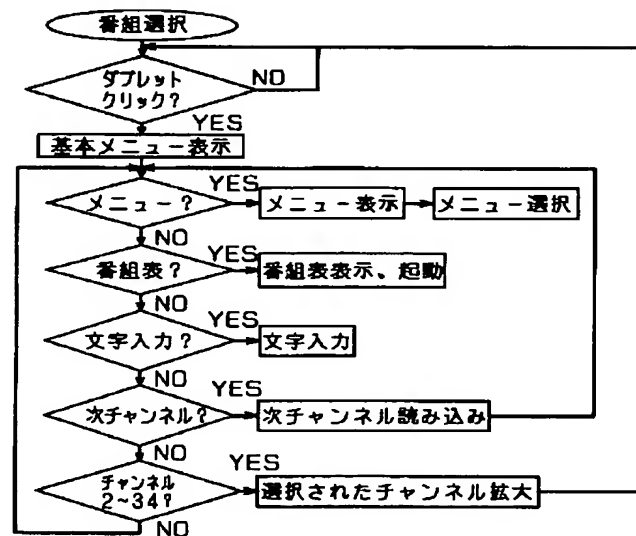 番組選択
ダブレット
クリック?
NO
YES
基本メニュー表示
メニュー?
YES
メニュー表示
メニュー選択
NO
番組表?
YES
番組表表示、起動
NO
文字入力?
YES
文字入力
NO
次チャンネル?
YES
次チャンネル読み込み
NO
チャンネル
2~34?
YES
選択されたチャンネル拡大
NO